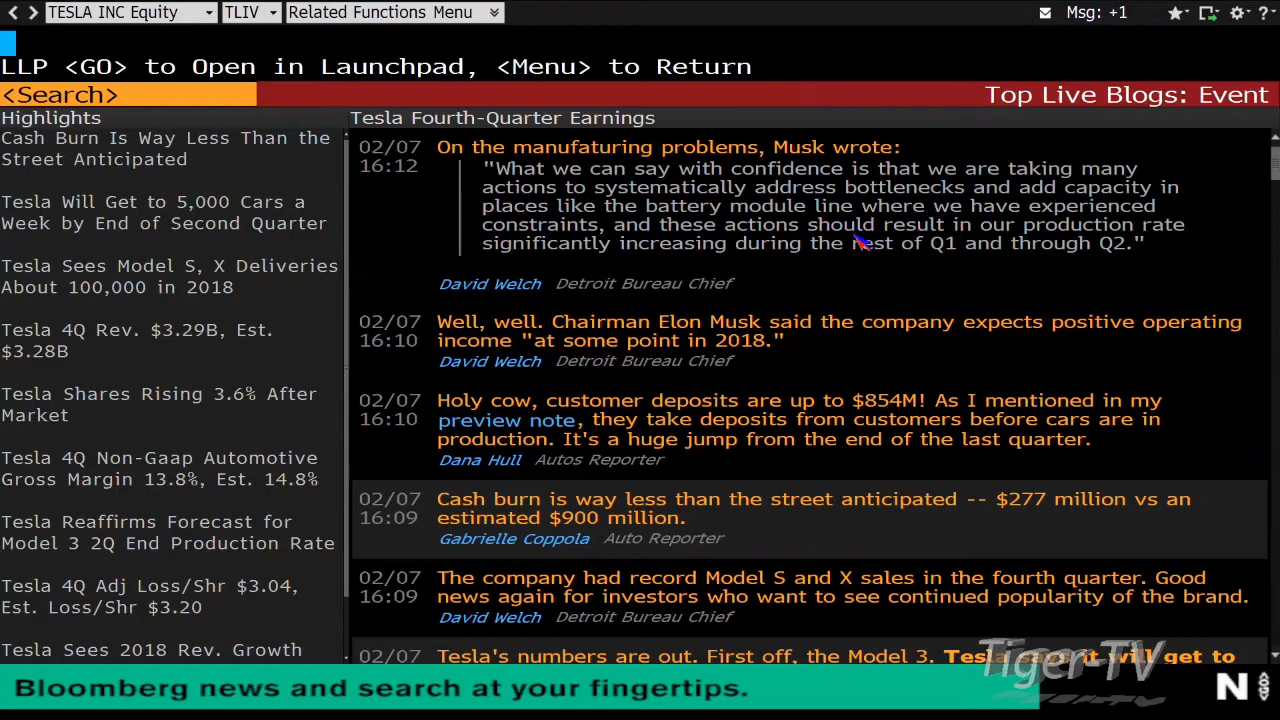 TESLA INC Equity TLIV Related Functions Menu Msg: +1
LLP <GO> to Open in Launchpad, <Menu> to Return
<Search> Top Live Blogs: Event
Highlights
Cash Burn Is Way Less Than the
Street Anticipated
Tesla Will Get to 5,000 Cars a
Week by End of Second Quarter
Tesla Sees Model S, X Deliveries
About 100,000 in 2018
Tesla 4Q Rev. $3.29B, Est.
$3.28B
Tesla Shares Rising 3.6% After
Market
Tesla 4Q Non-Gaap Automotive
Gross Margin 13.8%, Est. 14.8%
Tesla Reaffirms Forecast for
Model 3 2Q End Production Rate
Tesla 4Q Adj Loss/Shr $3.04,
Est. Loss/Shr $3.20
Tesla Sees 2018 Rev. Growth
Tesla Fourth-Quarter Earnings
02/07 On the manufaturing problems, Musk wrote:
16:12 "What we can say with confidence is that we are taking many
actions to systematically address bottlenecks and add capacity in
places like the battery module line where we have experienced
constraints, and these actions should result in our production rate
significantly increasing during the rest of Q1 and through Q2."
David Welch Detroit Bureau Chief
02/07 Well, well. Chairman Elon Musk said the company expects positive operating
16:10 income "at some point in 2018."
David Welch Detroit Bureau Chief
02/07 Holy cow, customer deposits are up to $854M! As I mentioned in my
16:10 preview note, they take deposits from customers before cars are in
production. It's a huge jump from the end of the last quarter.
Dana Hull Autos Reporter
02/07 Cash burn is way less than the street anticipated -- $277 million vs an
16:09 estimated $900 million.
Gabrielle Coppola Auto Reporter
02/07 The company had record Model S and X sales in the fourth quarter. Good
16:09 news again for investors who want to see continued popularity of the brand.
David Welch Detroit Bureau Chief
02/07 Tesla's numbers are out. First off, the Model 3. Tesla says it will get to
Tiger-TV
Bloomberg news and search at your fingertips.
N